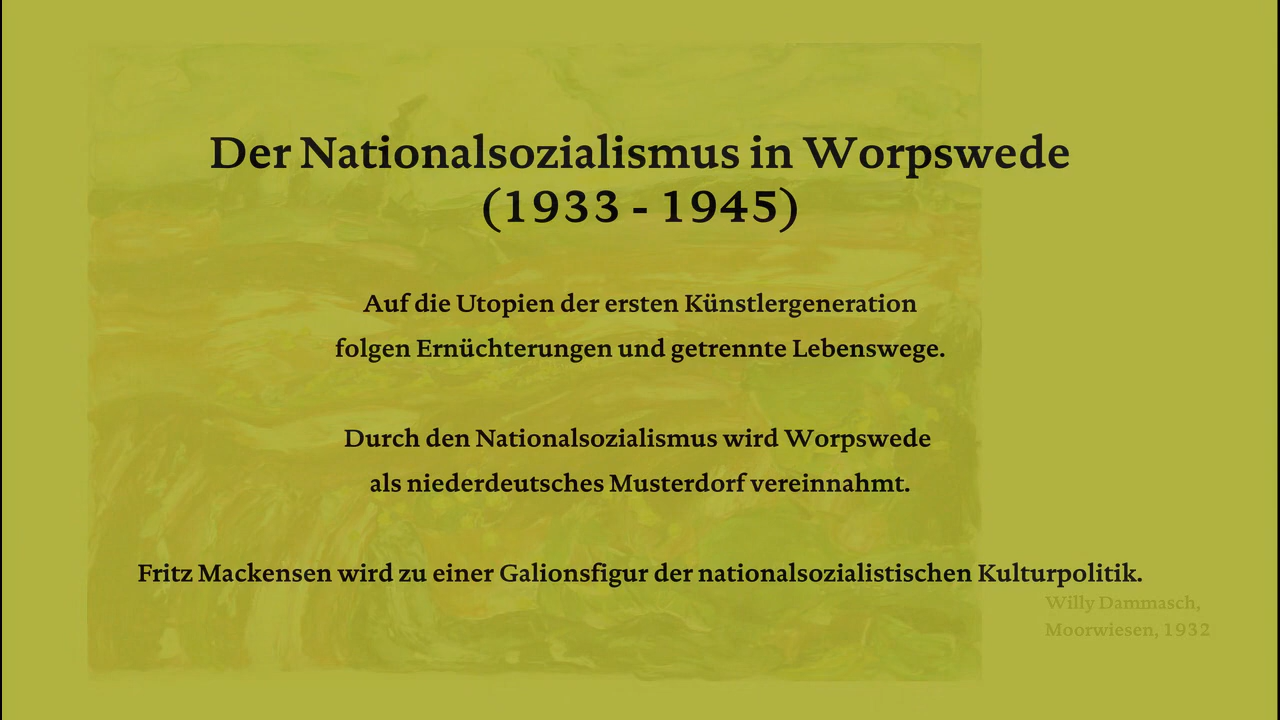 Der Nationalsozialismus in Worpswede
(1933 - 1945)
Auf die Utopien der ersten Künstlergeneration
folgen Ernüchterungen und getrennte Lebenswege.
Durch den Nationalsozialismus wird Worpswede
als niederdeutsches Musterdorf vereinnahmt.
Fritz Mackensen wird zu einer Galionsfigur der nationalsozialistischen Kulturpolitik.
Willy Dammasch,
Moorwiesen, 1932